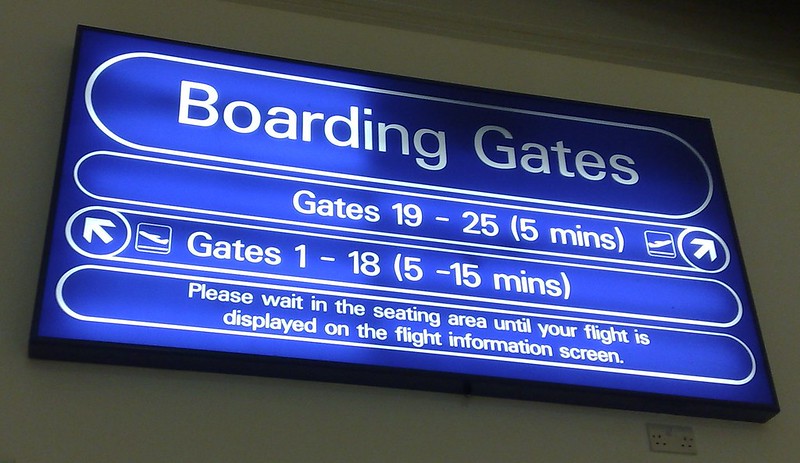 Boarding Gates
Gates 19 - 25 (5 mins)
Gates 1 - 18 (5 -15 mins)
Please wait in the seating area until your flight is
displayed on the flight information screen.